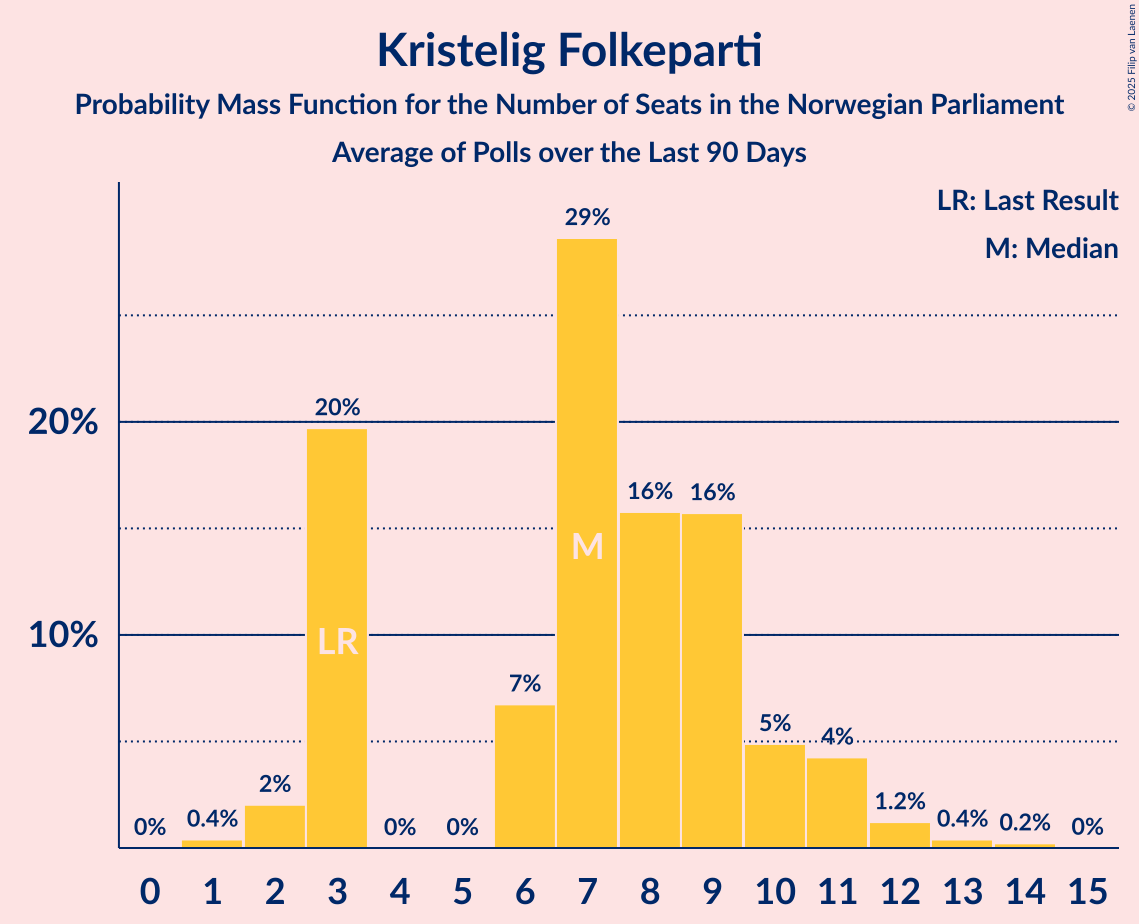 Kristelig Folkeparti
Probability Mass Function for the Number of Seats in the Norwegian Parliament
Average of Polls over the Last 90 Days
© 2025 Filip van Laenen
LR: Last Result
M: Median
20%
10%
0%
0.4%
2%
20%
0%
0%
7%
29%
16%
16%
5%
4%
1.2%
0.4%
0.2%
0%
LR
M
0 1 2 3 4 5 6 7 8 9 10 11 12 13 14 15